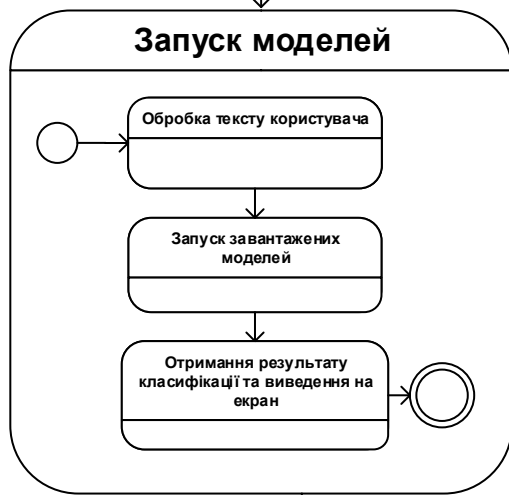 Запуск моделей
Обробка тексту користувача
Запуск завантажених
моделей
Отримання результату
класифікації та виведення на
екран